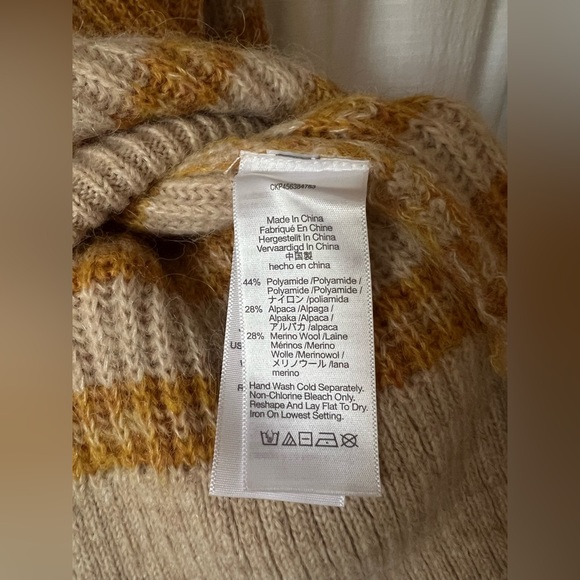 CKP456384782
Made In China
Fabriqué En Chine
Hergestellt In China
Vervaardigd In China
中国製
hecho en china
44% Polyamide /Polyamide/
Polyamide /Polyamide/
ナイロン /poliamida
28% Alpaca /Alpaga /
Alpaka /Alpaca /
アルパカ /alpaca
28% Merino Wool /Laine
Mérinos /Merino
Wolle /Merinowol /
メリノウール /lana
merino
Hand Wash Cold Separately.
Non-Chlorine Bleach Only.
Reshape And Lay Flat To Dry.
Iron On Lowest Setting.